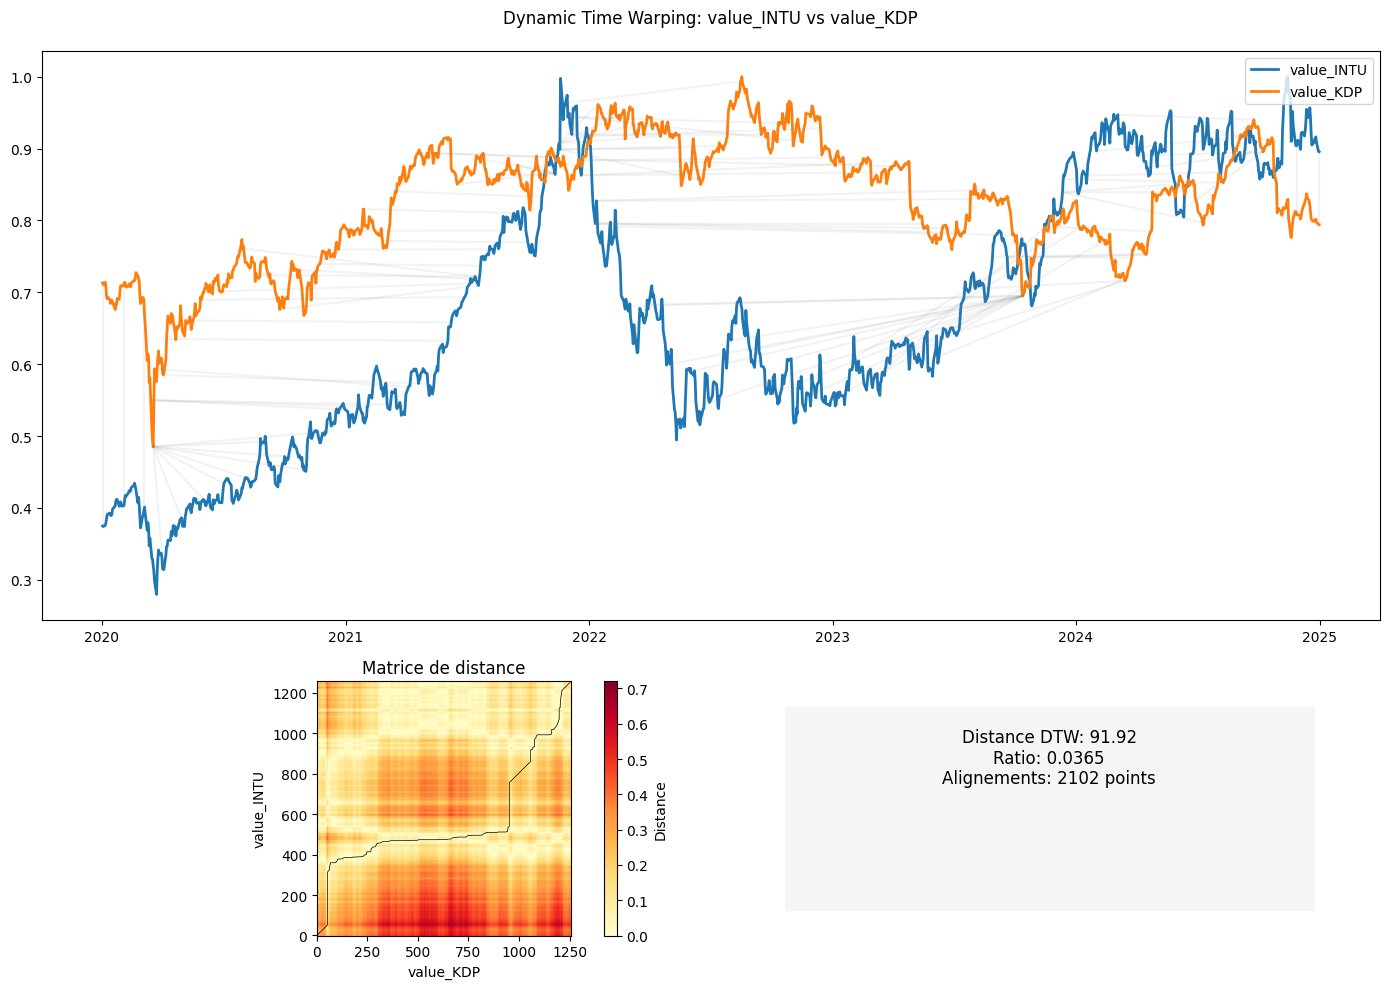 Dynamic Time Warping: value_INTU vs value_KDP
1.0
0.9
0.8
0.7
0.6
0.5
0.4
0.3
value_INTU
value_KDP
2020 2021 2022 2023 2024 2025
Matrice de distance
1200
1000
800
600
400
200
0
value_INTU
0 250 500 750 1000 1250
value_KDP
0.7
0.6
0.5
0.4
0.3
0.2
0.1
0.0
Distance
Distance DTW: 91.92
Ratio: 0.0365
Alignements: 2102 points